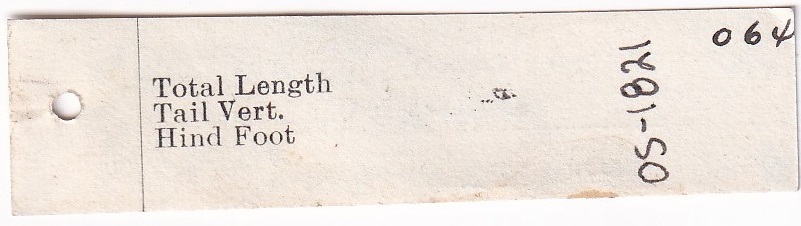 Total Length
Tail Vert.
Hind Foot
05-1821
064